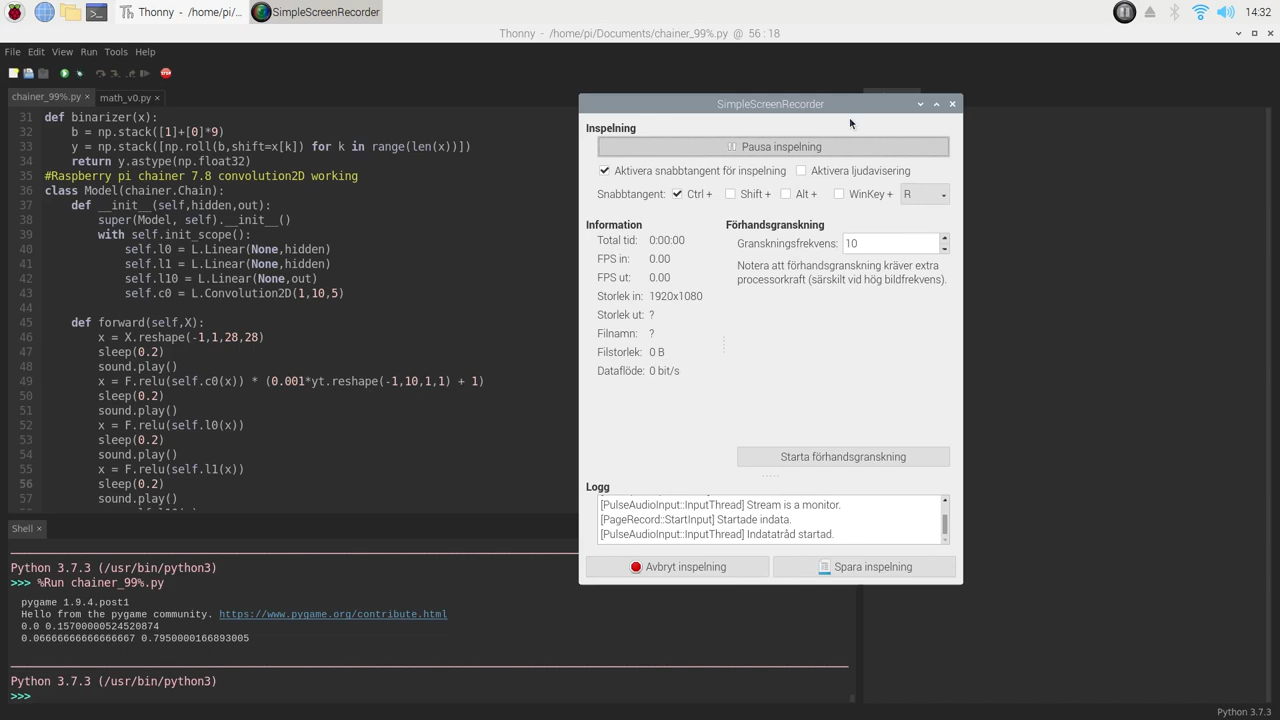 Thonny - /home/pi/...
SimpleScreenRecorder
14:32
Thonny - /home/pi/Documents/chainer_99%.py @ 56 : 18
File Edit View Run Tools Help
STOP
chainer_99%.py × math_v0.py ×
31 def binarizer(x):
32     b = np.stack([1]+[0]*9)
33     y = np.stack([np.roll(b,shift=x[k]) for k in range(len(x))])
34     return y.astype(np.float32)
35 #Raspberry pi chainer 7.8 convolution2D working
36 class Model(chainer.Chain):
37     def __init__(self,hidden,out):
38         super(Model, self).__init__()
39         with self.init_scope():
40             self.l0 = L.Linear(None,hidden)
41             self.l1 = L.Linear(None,hidden)
42             self.l10 = L.Linear(None,out)
43             self.c0 = L.Convolution2D(1,10,5)
44
45     def forward(self,X):
46         x = X.reshape(-1,1,28,28)
47         sleep(0.2)
48         sound.play()
49         x = F.relu(self.c0(x)) * (0.001*yt.reshape(-1,10,1,1) + 1)
50         sleep(0.2)
51         sound.play()
52         x = F.relu(self.l0(x))
53         sleep(0.2)
54         sound.play()
55         x = F.relu(self.l1(x))
56         sleep(0.2)
57         sound.play()
Shell ×
Python 3.7.3 (/usr/bin/python3)
>>> %Run chainer_99%.py
pygame 1.9.4.post1
Hello from the pygame community. https://www.pygame.org/contribute.html
0.0 0.15700000524520874
0.06666666666666667 0.7950000166893005
Python 3.7.3 (/usr/bin/python3)
>>>
SimpleScreenRecorder
Inspelning
Pausa inspelning
Aktivera snabbtangent för inspelning Aktivera ljudavisering
Snabbtangent: Ctrl + Shift + Alt + WinKey + R
Information
Total tid: 0:00:00
FPS in: 0.00
FPS ut: 0.00
Storlek in: 1920x1080
Storlek ut: ?
Filnamn: ?
Filstorlek: 0 B
Dataflöde: 0 bit/s
Förhandsgranskning
Granskningsfrekvens: 10
Notera att förhandsgranskning kräver extra
processorkraft (särskilt vid hög bildfrekvens).
Starta förhandsgranskning
Logg
[PulseAudioInput::InputThread] Stream is a monitor.
[PageRecord::StartInput] Startade indata.
[PulseAudioInput::InputThread] Indatatråd startad.
Avbryt inspelning Spara inspelning
Python 3.7.3